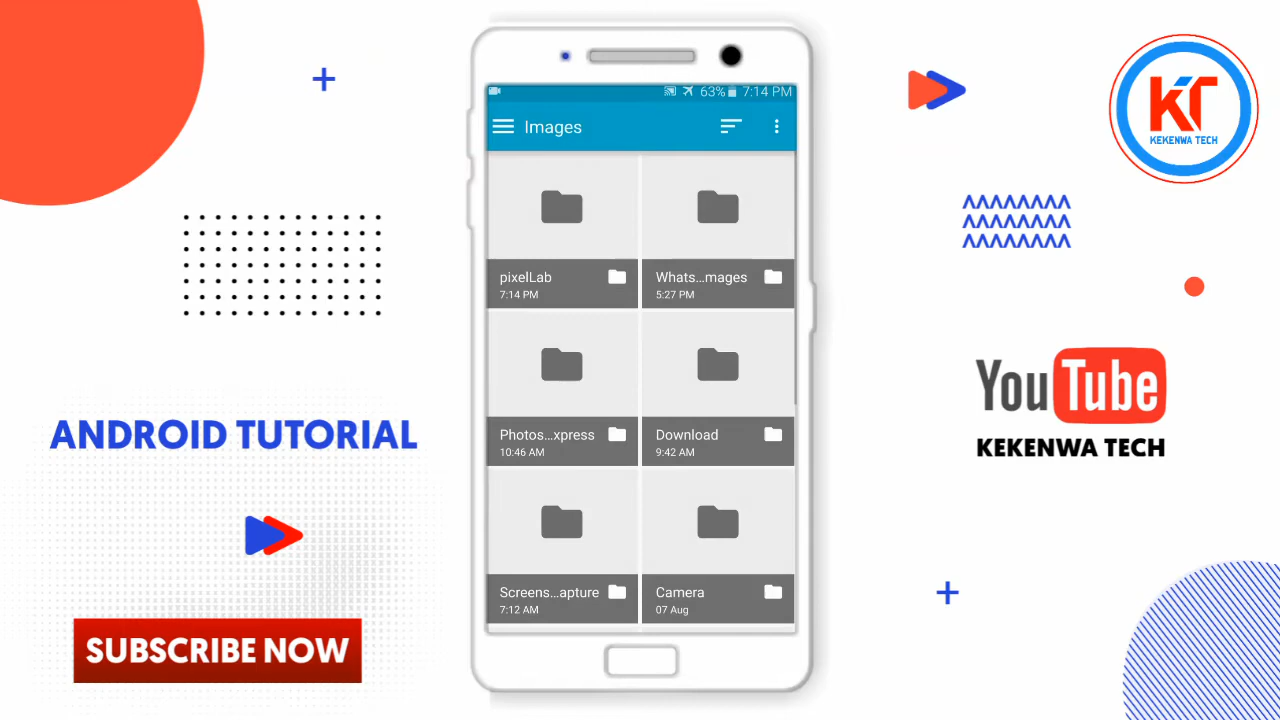 63% 7:14 PM
Images
pixelLab
7:14 PM
Whats...mages
5:27 PM
Photos...xpress
10:46 AM
Download
9:42 AM
Screens...apture
7:12 AM
Camera
07 Aug
ANDROID TUTORIAL
SUBSCRIBE NOW
KT
KEKENWA TECH
YouTube
KEKENWA TECH